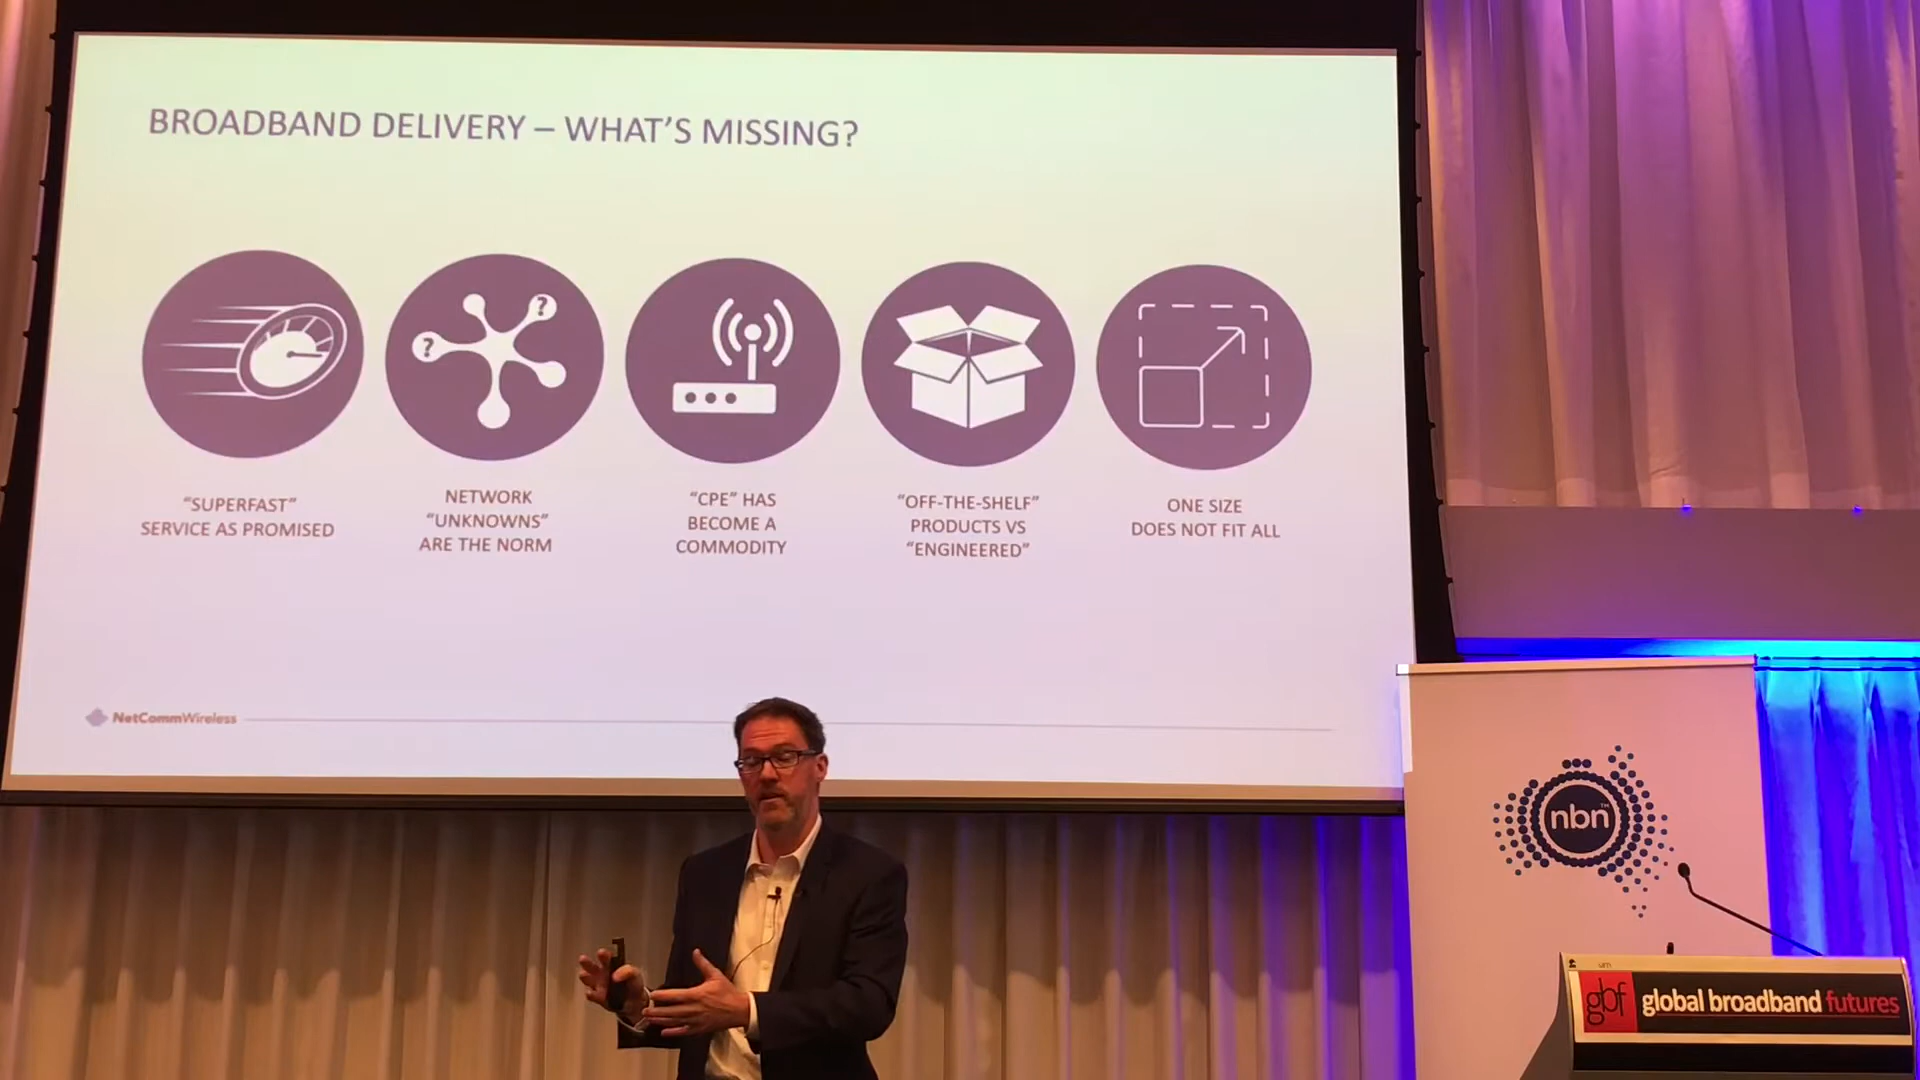 BROADBAND DELIVERY – WHAT'S MISSING?
?
?
“SUPERFAST”
SERVICE AS PROMISED
NETWORK
“UNKNOWNS”
ARE THE NORM
“CPE” HAS
BECOME A
COMMODITY
“OFF-THE-SHELF”
PRODUCTS VS
“ENGINEERED”
ONE SIZE
DOES NOT FIT ALL
NetCommWireless
nbn™
gbf global broadband futures